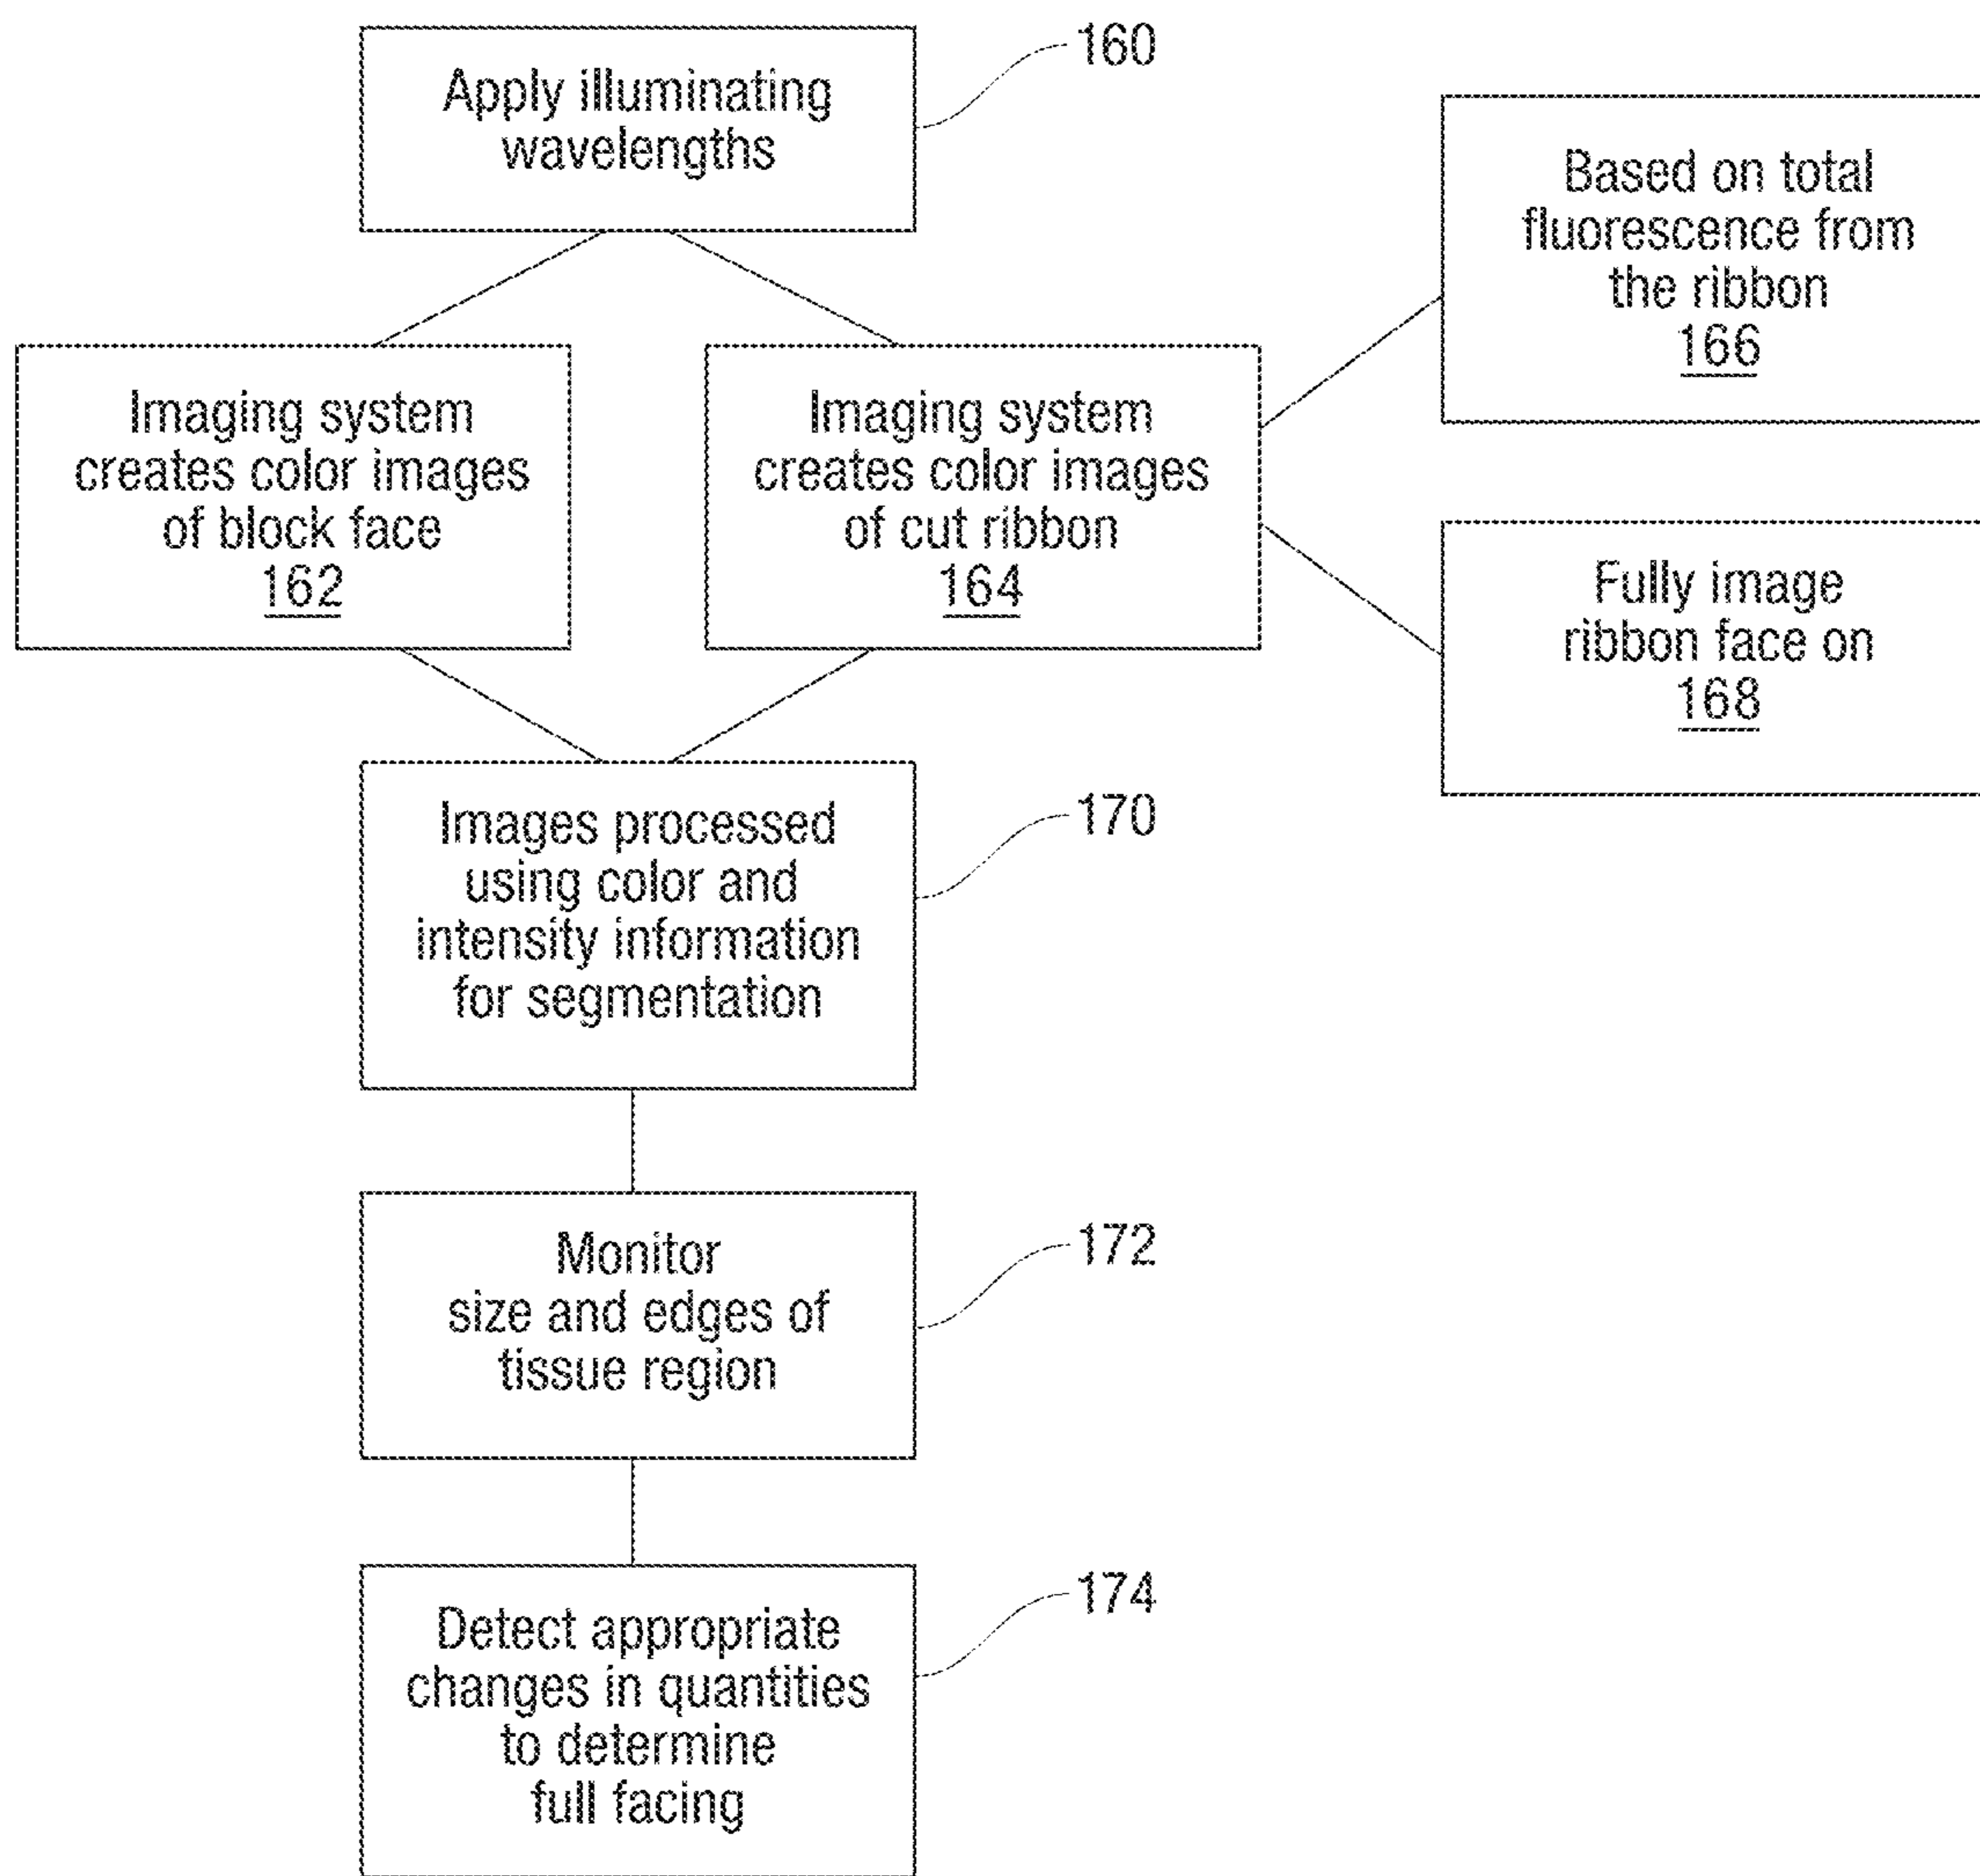 Apply illuminating
wavelengths
160
Based on total
fluorescence from
the ribbon
166
Imaging system
creates color images
of block face
162
Imaging system
creates color images
of cut ribbon
164
Fully image
ribbon face on
168
Images processed
using color and
intensity information
for segmentation
170
Monitor
size and edges of
tissue region
172
Detect appropriate
changes in quantities
to determine
full facing
174